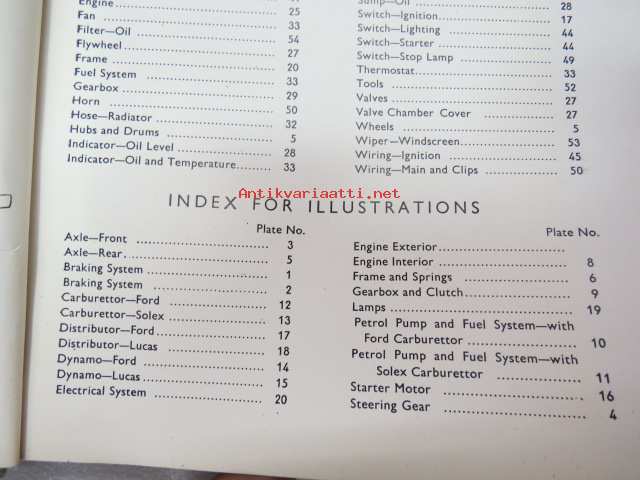 Engine ........ 25
Fan ........ 33
Filter—Oil ........ 54
Flywheel ........ 27
Frame ........ 20
Fuel System ........ 33
Gearbox ........ 29
Horn ........ 50
Hose—Radiator ........ 32
Hubs and Drums ........ 5
Indicator—Oil Level ........ 28
Indicator—Oil and Temperature ........ 33
Sump—Oil ........ 28
Switch—Ignition ........ 17
Switch—Lighting ........ 44
Switch—Starter ........ 44
Switch—Stop Lamp ........ 49
Thermostat ........ 33
Tools ........ 52
Valves ........ 27
Valve Chamber Cover ........ 27
Wheels ........ 5
Wiper—Windscreen ........ 53
Wiring—Ignition ........ 45
Wiring—Main and Clips ........ 50
Antikvariaatti.net
INDEX FOR ILLUSTRATIONS
Plate No.
Axle—Front ........ 3
Axle—Rear ........ 5
Braking System ........ 1
Braking System ........ 2
Carburettor—Ford ........ 12
Carburettor—Solex ........ 13
Distributor—Ford ........ 17
Distributor—Lucas ........ 18
Dynamo—Ford ........ 14
Dynamo—Lucas ........ 15
Electrical System ........ 20
Plate No.
Engine Exterior ........
Engine Interior ........ 8
Frame and Springs ........ 6
Gearbox and Clutch ........ 9
Lamps ........ 19
Petrol Pump and Fuel System—with
Ford Carburettor ........ 10
Petrol Pump and Fuel System—with
Solex Carburettor ........ 11
Starter Motor ........ 16
Steering Gear ........ 4